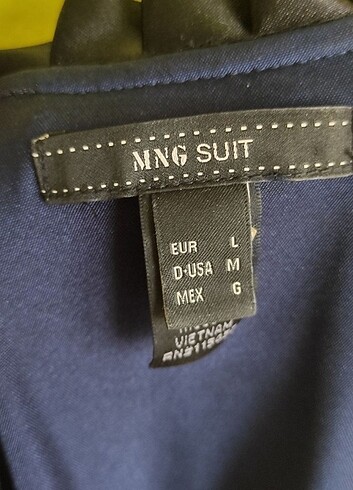 MNG SUIT
EUR L
D·USA M
MEX G
VIETNAM